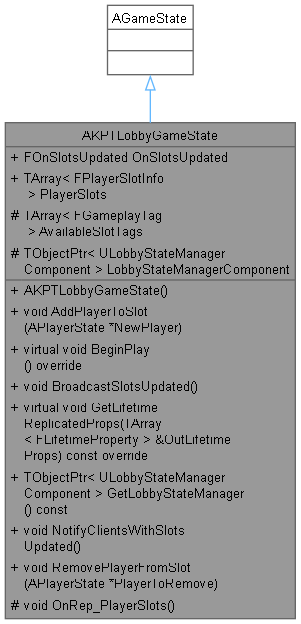 AGameState
AKPTLobbyGameState
+ FOnSlotsUpdated OnSlotsUpdated
+ TArray< FPlayerSlotInfo
> PlayerSlots
# TArray< FGameplayTag
> AvailableSlotTags
# TObjectPtr< ULobbyStateManager
Component > LobbyStateManagerComponent
+ AKPTLobbyGameState()
+ void AddPlayerToSlot
(APlayerState *NewPlayer)
+ virtual void BeginPlay
() override
+ void BroadcastSlotsUpdated()
+ virtual void GetLifetime
ReplicatedProps(TArray
< FLifetimeProperty > &OutLifetime
Props) const override
+ TObjectPtr< ULobbyStateManager
Component > GetLobbyStateManager
() const
+ void NotifyClientsWithSlots
Updated()
+ void RemovePlayerFromSlot
(APlayerState *PlayerToRemove)
# void OnRep_PlayerSlots()